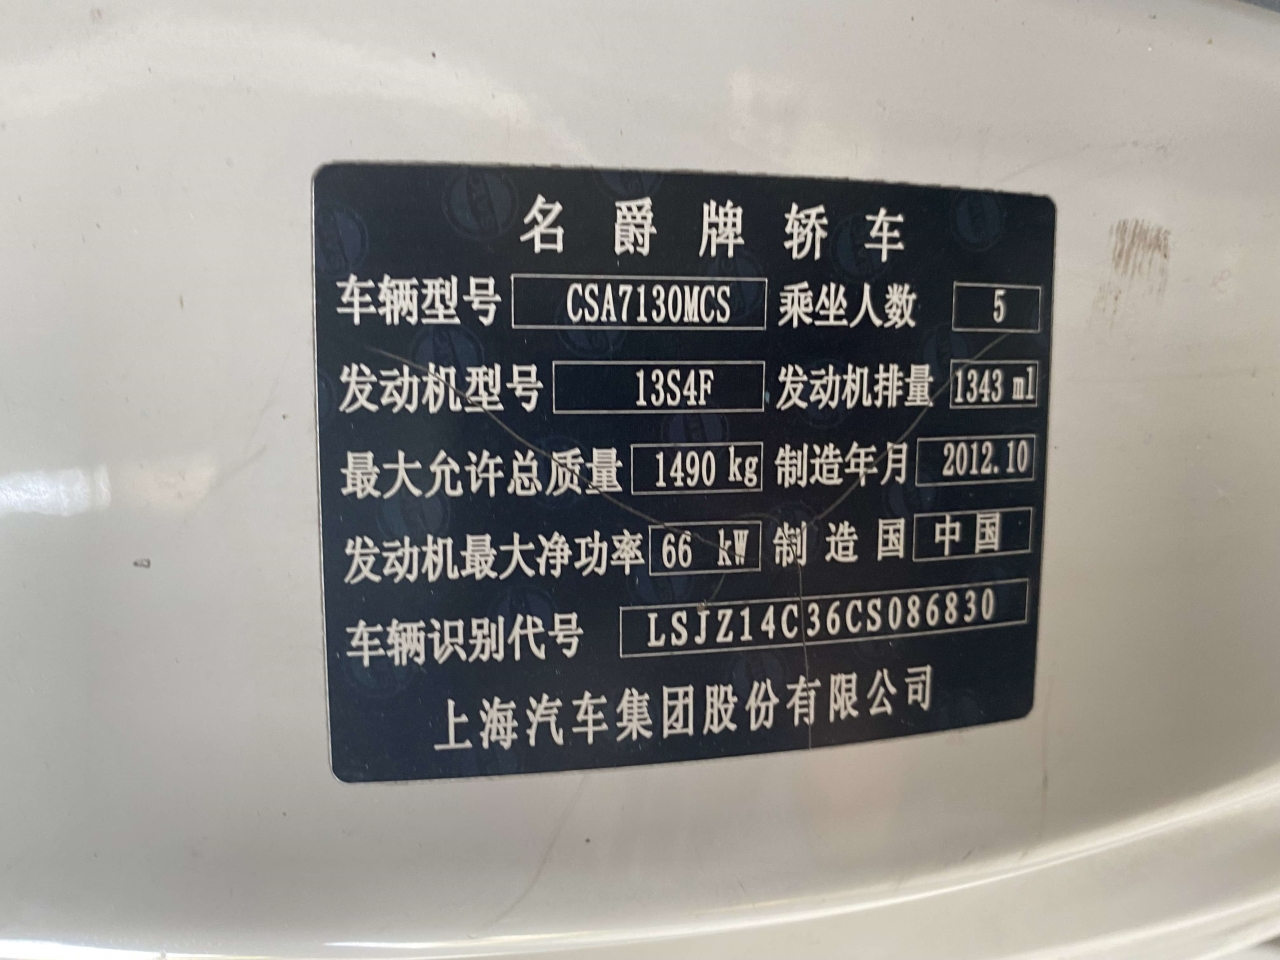 名爵牌轿车
车辆型号 CSA7130MCS 乘坐人数 5
发动机型号 13S4F 发动机排量 1343 ml
最大允许总质量 1490 kg 制造年月 2012.10
发动机最大净功率 66 kW 制造国 中国
车辆识别代号 LSJZ14C36CS086830
上海汽车集团股份有限公司